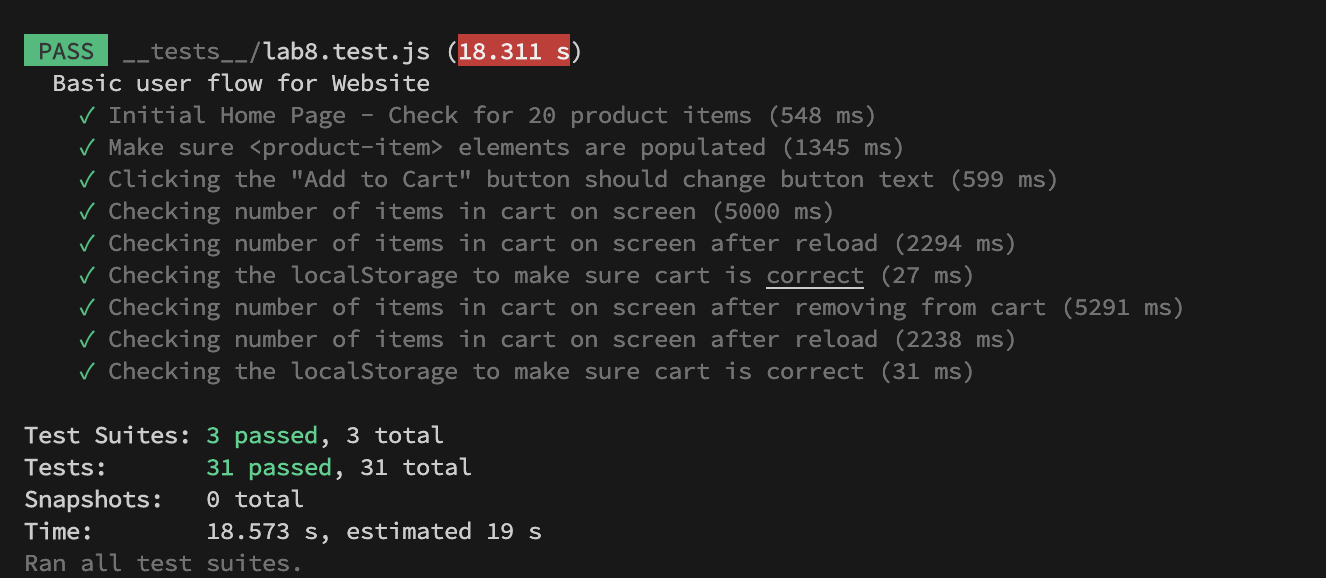 PASS __tests__/lab8.test.js (18.311 s)
Basic user flow for Website
✓ Initial Home Page – Check for 20 product items (548 ms)
✓ Make sure <product-item> elements are populated (1345 ms)
✓ Clicking the "Add to Cart" button should change button text (599 ms)
✓ Checking number of items in cart on screen (5000 ms)
✓ Checking number of items in cart on screen after reload (2294 ms)
✓ Checking the localStorage to make sure cart is correct (27 ms)
✓ Checking number of items in cart on screen after removing from cart (5291 ms)
✓ Checking number of items in cart on screen after reload (2238 ms)
✓ Checking the localStorage to make sure cart is correct (31 ms)
Test Suites: 3 passed, 3 total
Tests: 31 passed, 31 total
Snapshots: 0 total
Time: 18.573 s, estimated 19 s
Ran all test suites.